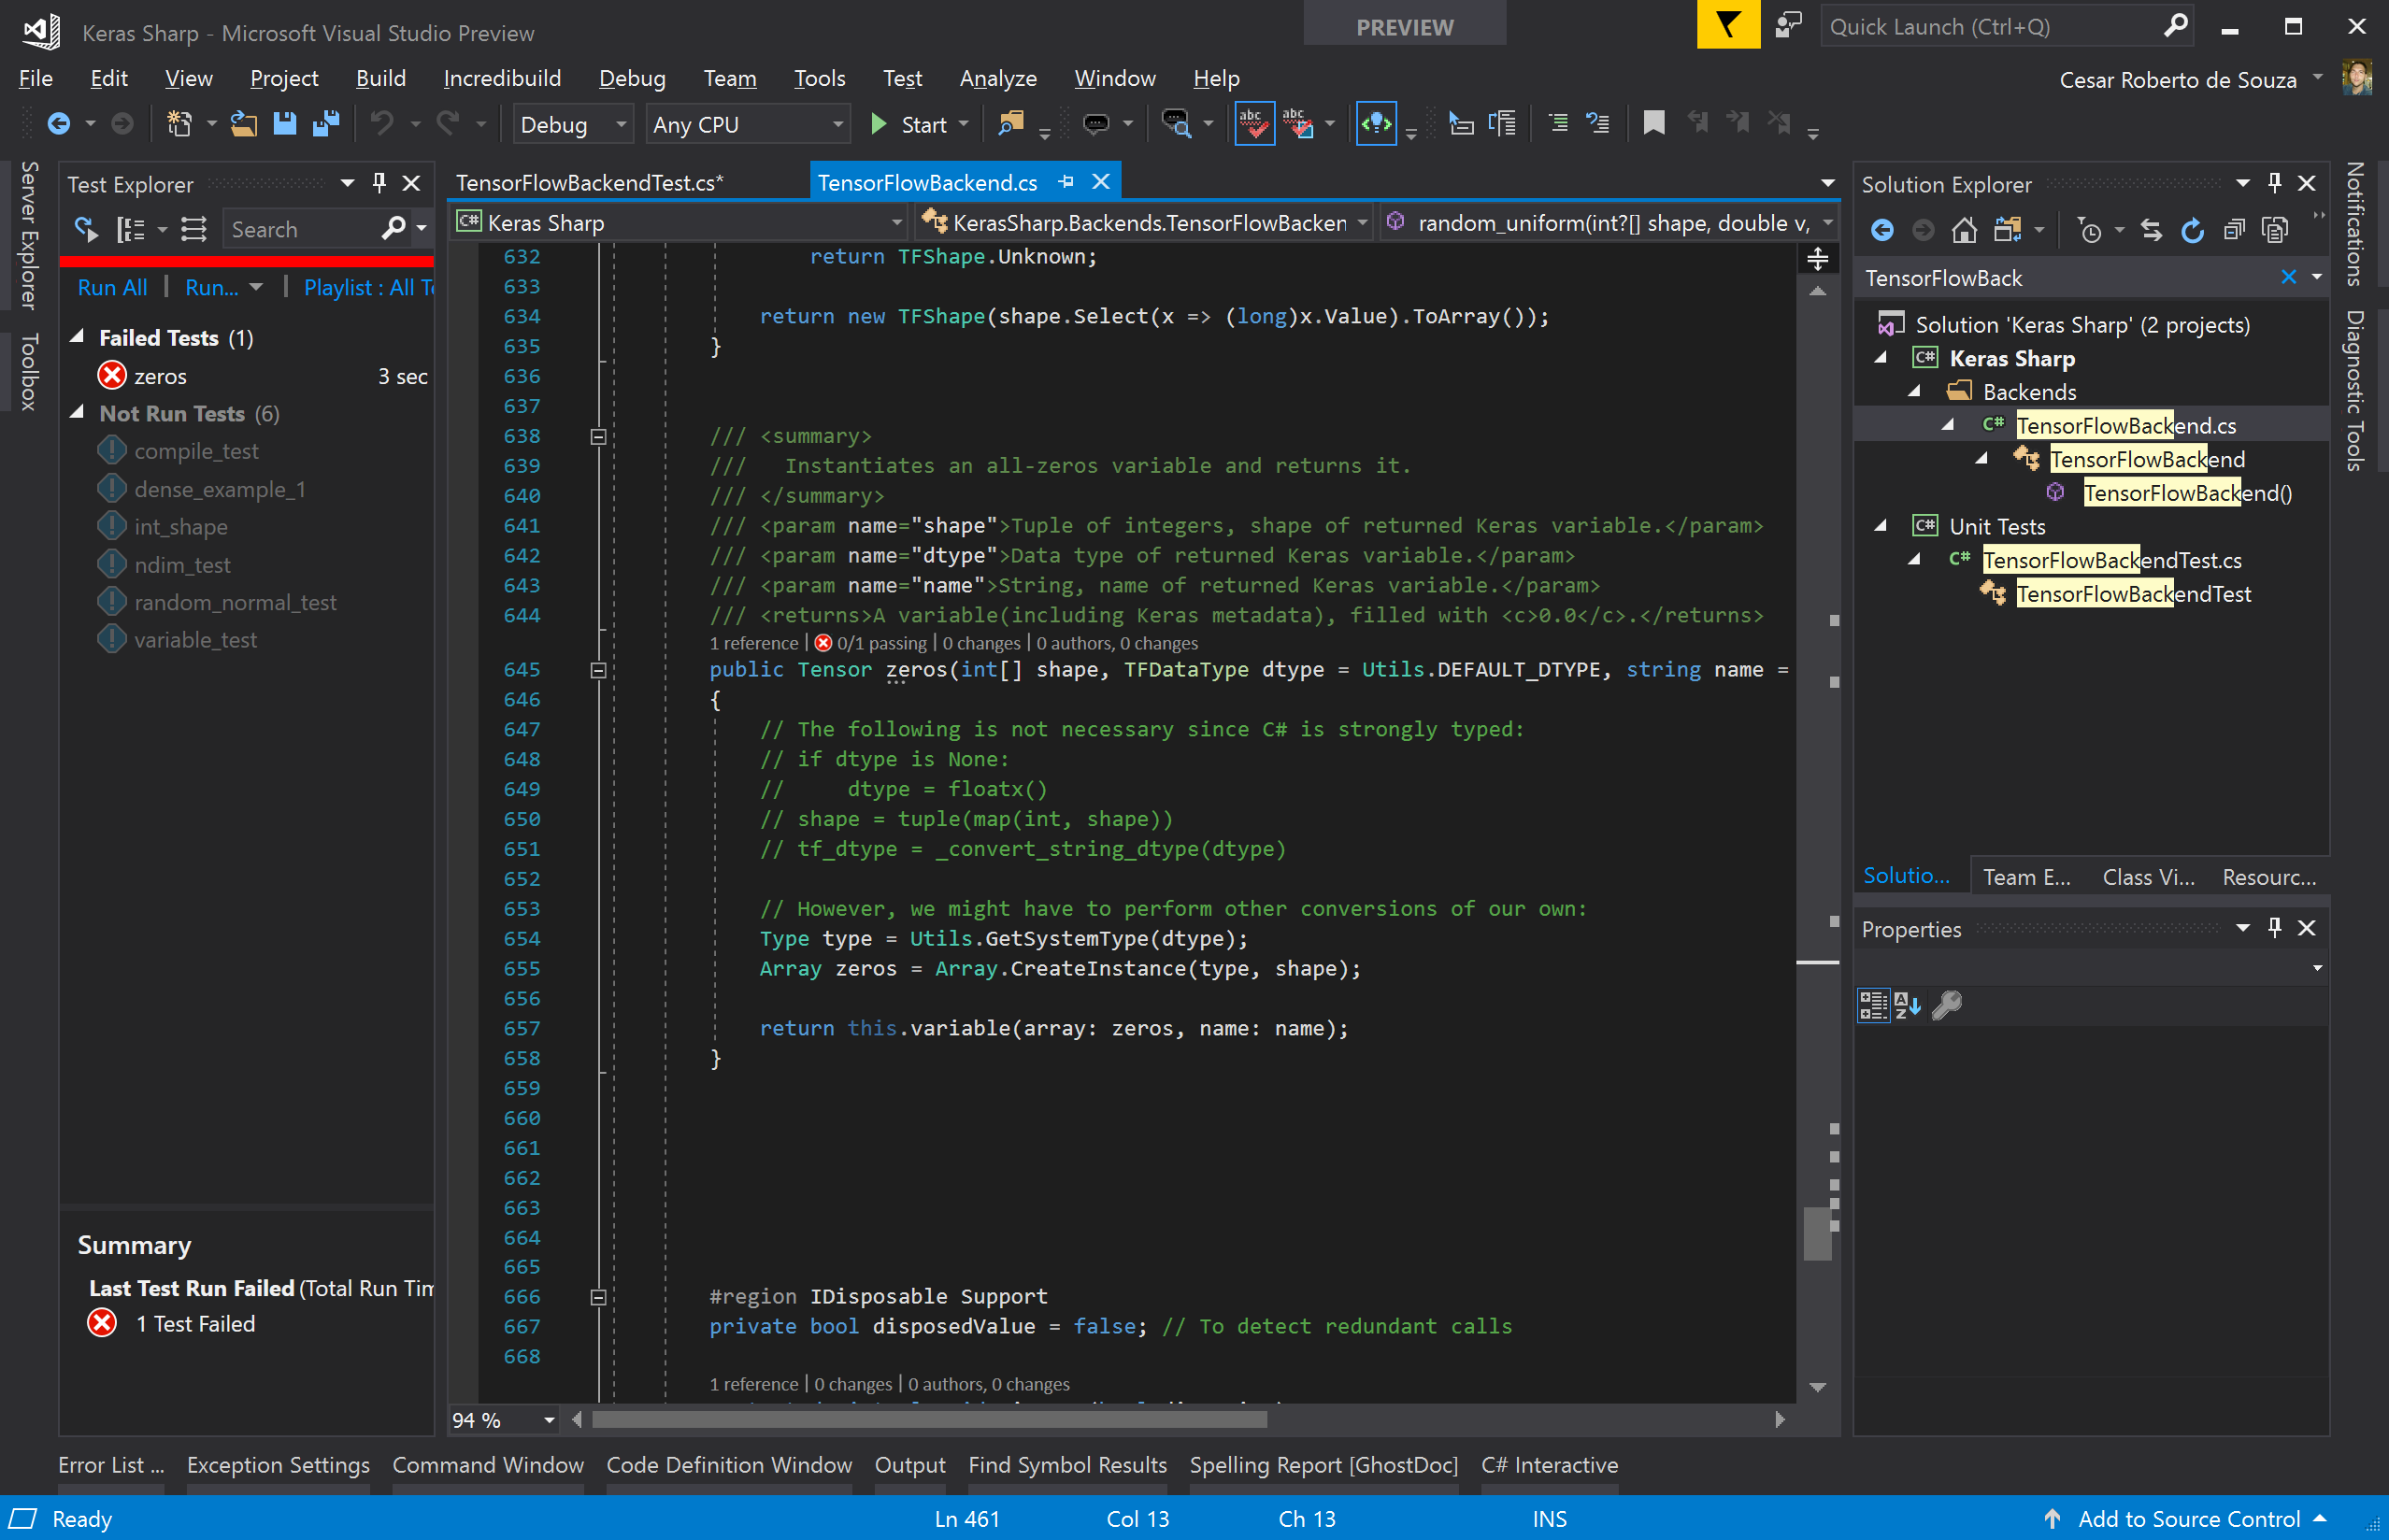 Keras Sharp - Microsoft Visual Studio Preview
PREVIEW
Quick Launch (Ctrl+Q)
File Edit View Project Build Incredibuild Debug Team Tools Test Analyze Window Help
Cesar Roberto de Souza
Debug Any CPU Start
Server Explorer
Toolbox
Test Explorer
Search
Run All | Run... | Playlist : All T
Failed Tests (1)
zeros 3 sec
Not Run Tests (6)
compile_test
dense_example_1
int_shape
ndim_test
random_normal_test
variable_test
Summary
Last Test Run Failed (Total Run Tim
1 Test Failed
TensorFlowBackendTest.cs*
TensorFlowBackend.cs
C# Keras Sharp
KerasSharp.Backends.TensorFlowBacken
random_uniform(int?[] shape, double v,
632 return TFShape.Unknown;
633
634 return new TFShape(shape.Select(x => (long)x.Value).ToArray());
635 }
636
637
638 /// <summary>
639 ///   Instantiates an all-zeros variable and returns it.
640 /// </summary>
641 /// <param name="shape">Tuple of integers, shape of returned Keras variable.</param>
642 /// <param name="dtype">Data type of returned Keras variable.</param>
643 /// <param name="name">String, name of returned Keras variable.</param>
644 /// <returns>A variable(including Keras metadata), filled with <c>0.0</c>.</returns>
1 reference | 0/1 passing | 0 changes | 0 authors, 0 changes
645 public Tensor zeros(int[] shape, TFDataType dtype = Utils.DEFAULT_DTYPE, string name =
646 {
647 // The following is not necessary since C# is strongly typed:
648 // if dtype is None:
649 //     dtype = floatx()
650 // shape = tuple(map(int, shape))
651 // tf_dtype = _convert_string_dtype(dtype)
652
653 // However, we might have to perform other conversions of our own:
654 Type type = Utils.GetSystemType(dtype);
655 Array zeros = Array.CreateInstance(type, shape);
656
657 return this.variable(array: zeros, name: name);
658 }
659
660
661
662
663
664
665
666 #region IDisposable Support
667 private bool disposedValue = false; // To detect redundant calls
668
1 reference | 0 changes | 0 authors, 0 changes
94 %
Solution Explorer
TensorFlowBack
Solution 'Keras Sharp' (2 projects)
C# Keras Sharp
Backends
C# TensorFlowBackend.cs
TensorFlowBackend
TensorFlowBackend()
C# Unit Tests
C# TensorFlowBackendTest.cs
TensorFlowBackendTest
Solutio... Team E... Class Vi... Resourc...
Properties
Notifications
Diagnostic Tools
Error List ... Exception Settings Command Window Code Definition Window Output Find Symbol Results Spelling Report [GhostDoc] C# Interactive
Ready Ln 461 Col 13 Ch 13 INS Add to Source Control